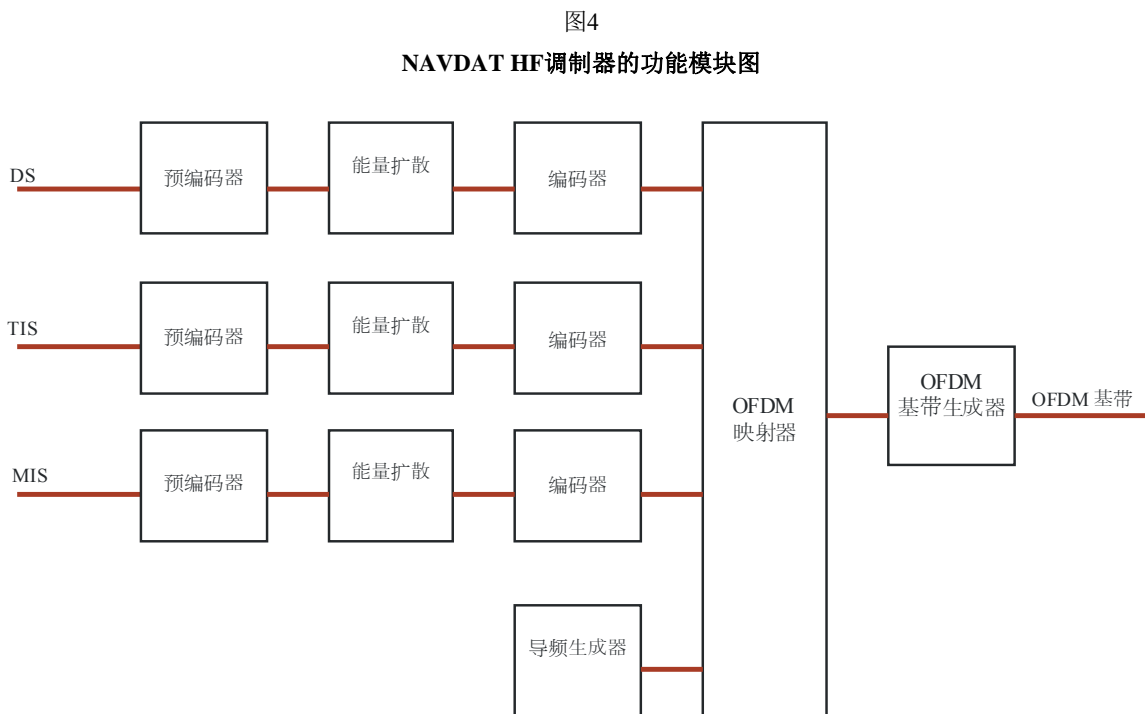 图4
NAVDAT HF调制器的功能模块图
DS
预编码器
能量扩散
编码器
TIS
预编码器
能量扩散
编码器
OFDM
映射器
OFDM
基带生成器
OFDM 基带
MIS
预编码器
能量扩散
编码器
导频生成器